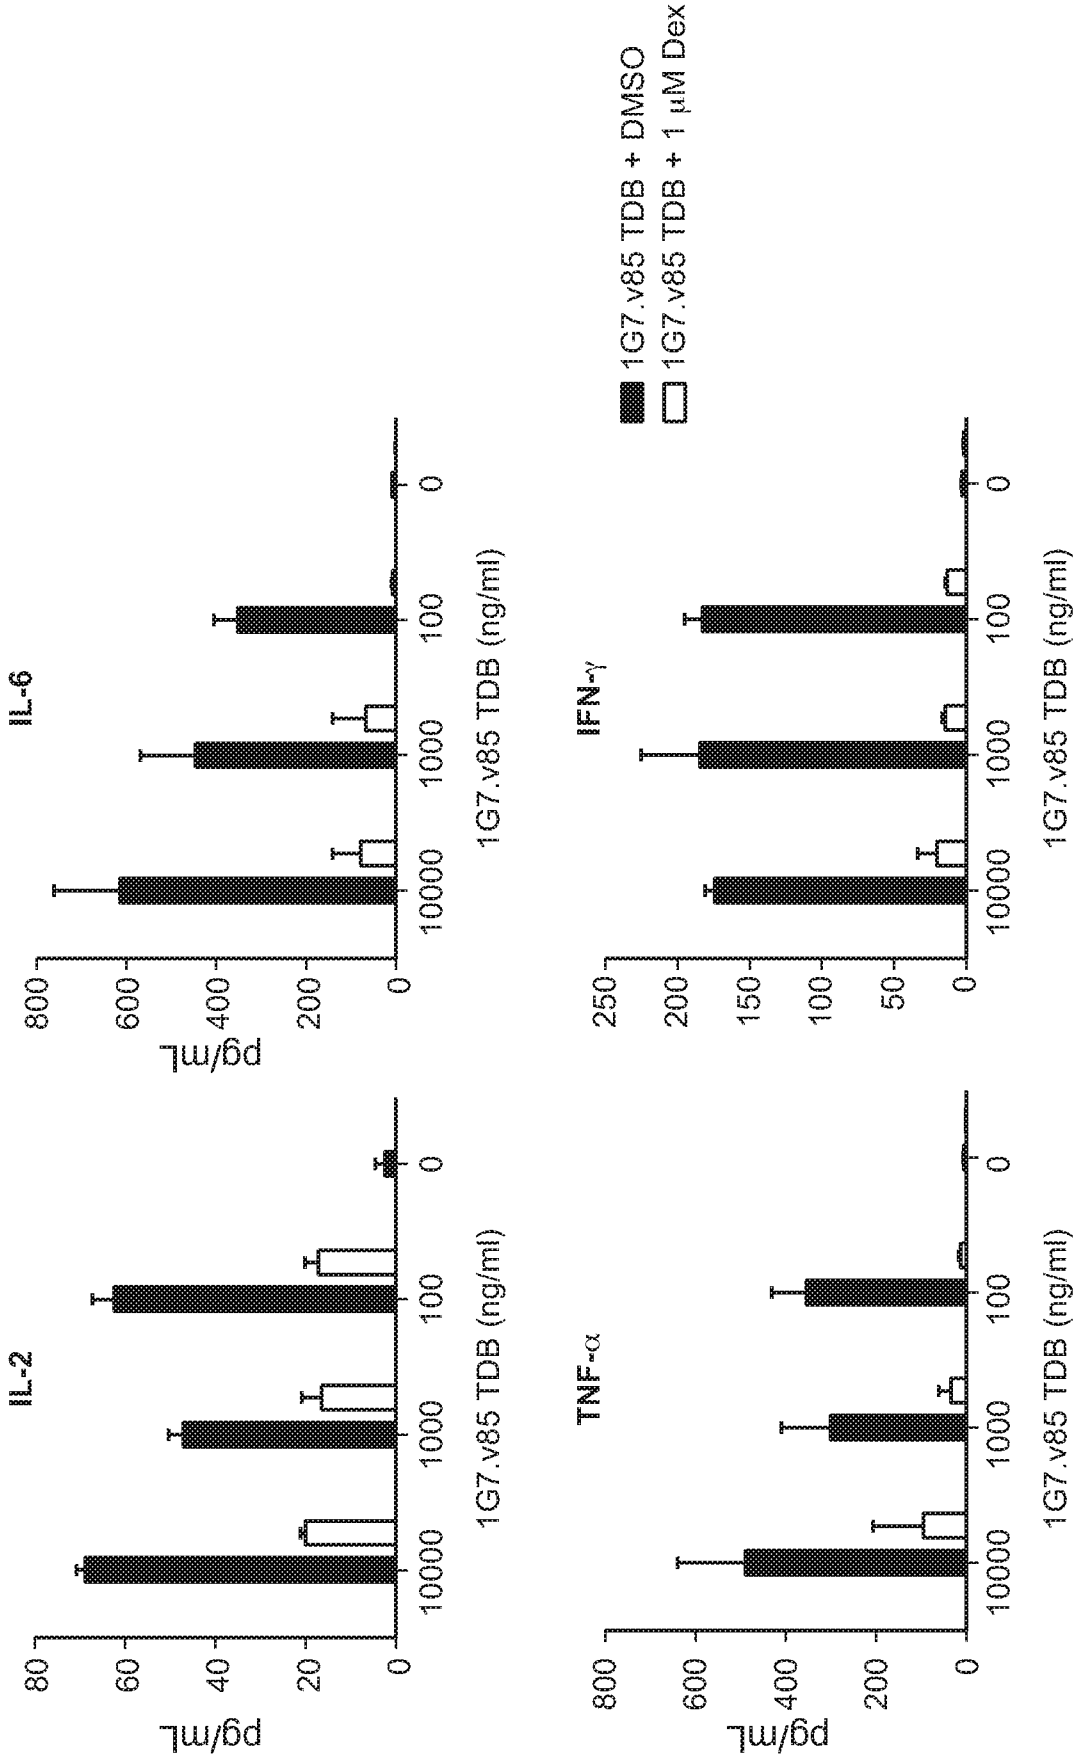 IL-2
pg/mL
80
60
40
20
0
10000 1000 100 0
1G7.v85 TDB (ng/ml)
IL-6
pg/mL
800
600
400
200
0
10000 1000 100 0
1G7.v85 TDB (ng/ml)
TNF-α
pg/mL
800
600
400
200
0
10000 1000 100 0
1G7.v85 TDB (ng/ml)
IFN-γ
250
200
150
100
50
0
10000 1000 100 0
1G7.v85 TDB (ng/ml)
1G7.v85 TDB + DMSO
1G7.v85 TDB + 1 µM Dex